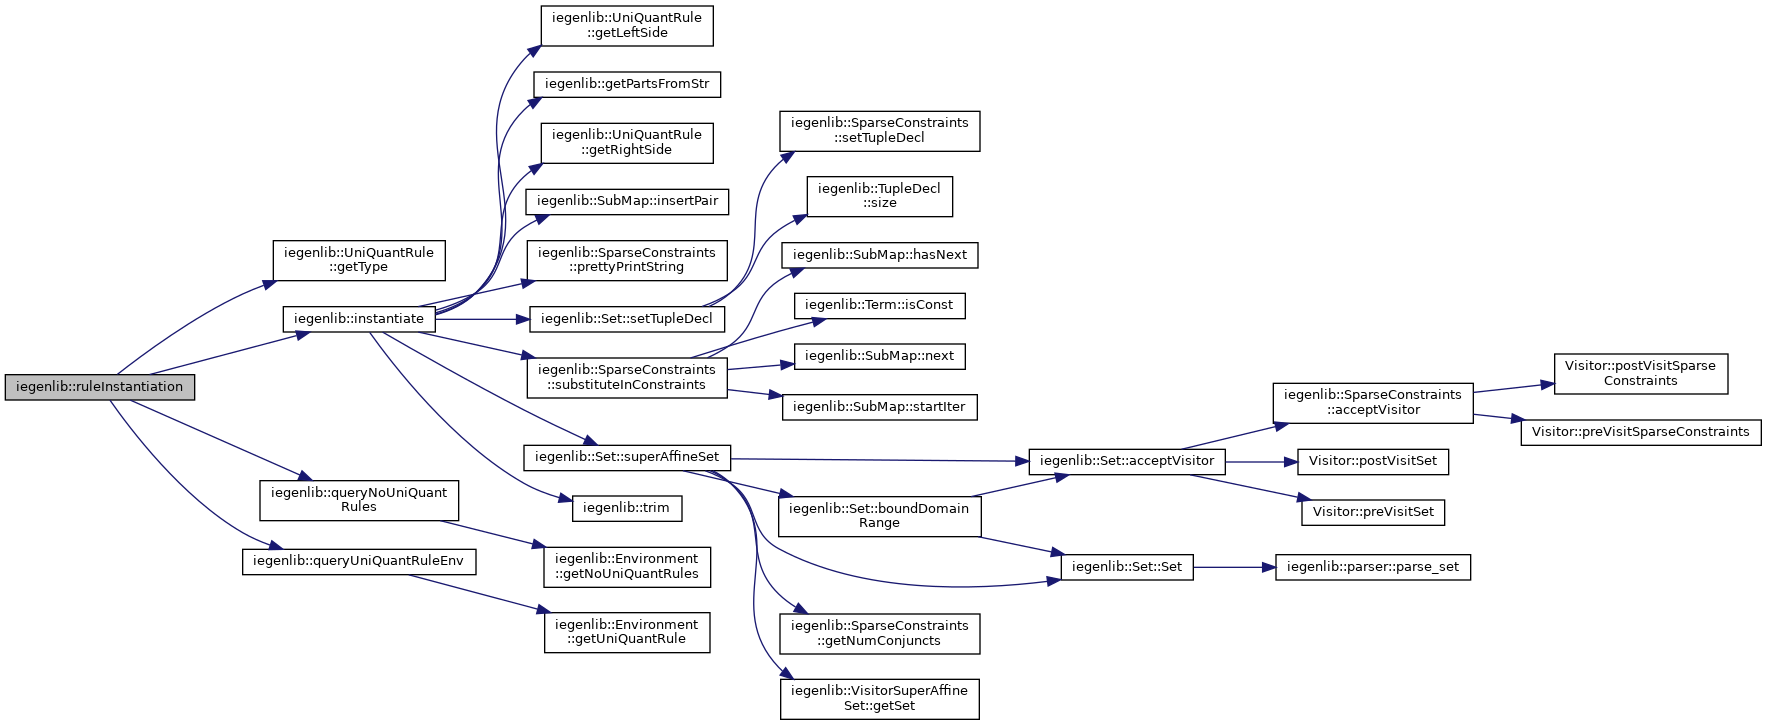 iegenlib::ruleInstantiation
iegenlib::UniQuantRule
::getType
iegenlib::instantiate
iegenlib::queryNoUniQuant
Rules
iegenlib::queryUniQuantRuleEnv
iegenlib::UniQuantRule
::getLeftSide
iegenlib::getPartsFromStr
iegenlib::UniQuantRule
::getRightSide
iegenlib::SubMap::insertPair
iegenlib::SparseConstraints
::prettyPrintString
iegenlib::Set::setTupleDecl
iegenlib::SparseConstraints
::substituteInConstraints
iegenlib::Set::superAffineSet
iegenlib::trim
iegenlib::Environment
::getNoUniQuantRules
iegenlib::Environment
::getUniQuantRule
iegenlib::SparseConstraints
::setTupleDecl
iegenlib::TupleDecl
::size
iegenlib::SubMap::hasNext
iegenlib::Term::isConst
iegenlib::SubMap::next
iegenlib::SubMap::startIter
iegenlib::Set::boundDomain
Range
iegenlib::SparseConstraints
::getNumConjuncts
iegenlib::VisitorSuperAffine
Set::getSet
iegenlib::Set::acceptVisitor
iegenlib::Set::Set
iegenlib::SparseConstraints
::acceptVisitor
Visitor::postVisitSet
Visitor::preVisitSet
iegenlib::parser::parse_set
Visitor::postVisitSparse
Constraints
Visitor::preVisitSparseConstraints